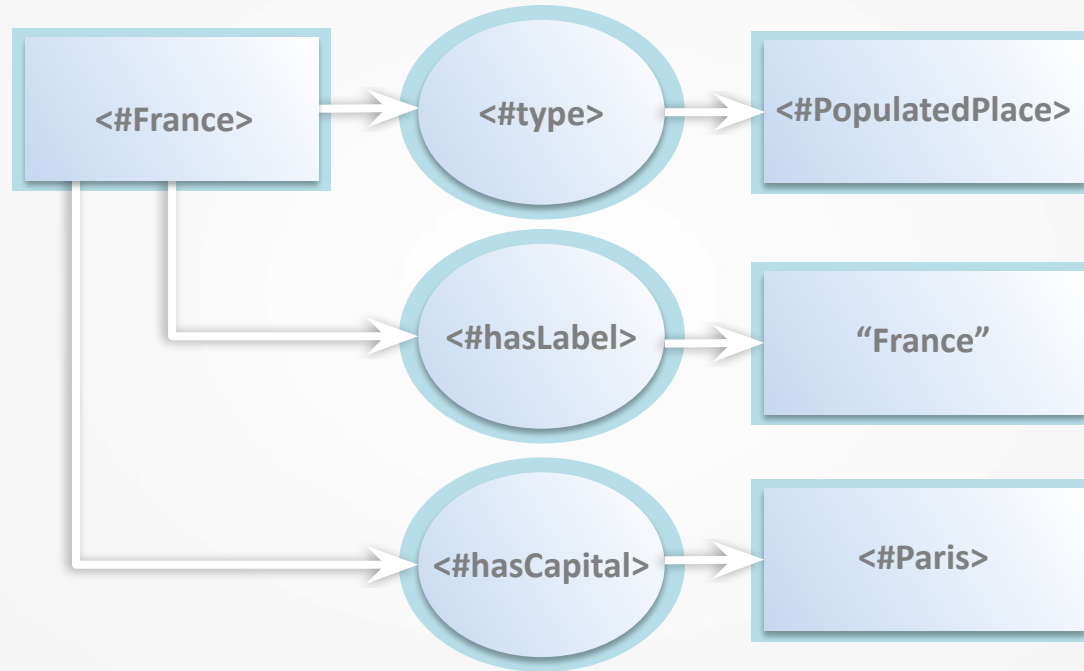 <#France>
<#type>
<#PopulatedPlace>
<#hasLabel>
“France”
<#hasCapital>
<#Paris>